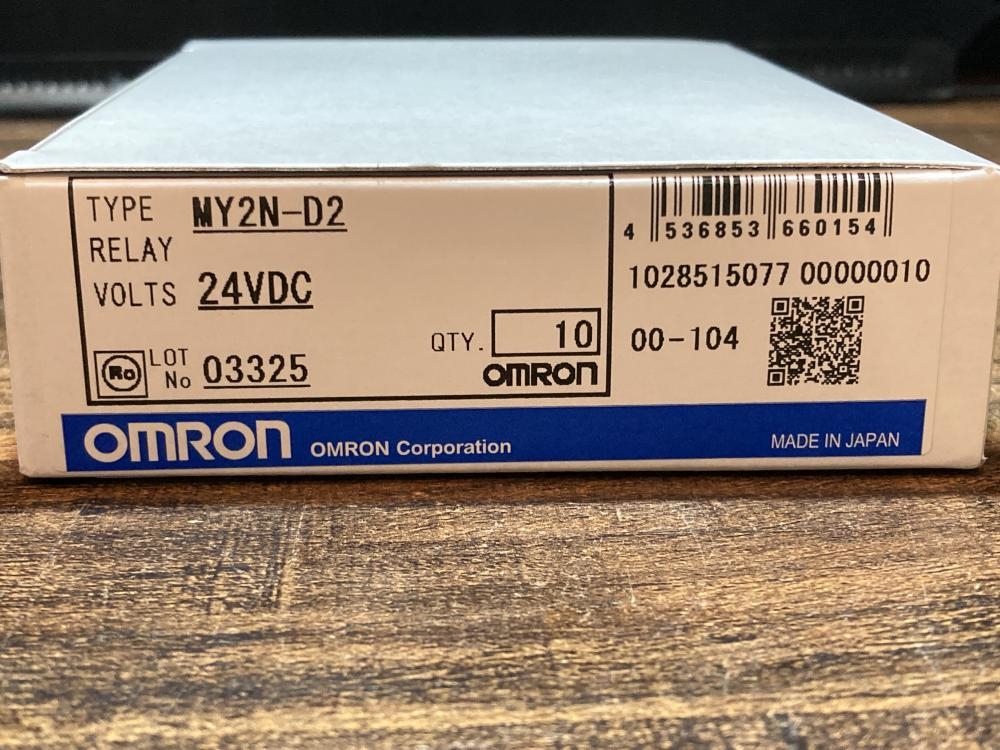 TYPE MY2N-D2
RELAY
VOLTS 24VDC
QTY. 10
Ro LOT No 03325
OMRON
4 536853 660154
1028515077 00000010
00-104
OMRON OMRON Corporation MADE IN JAPAN